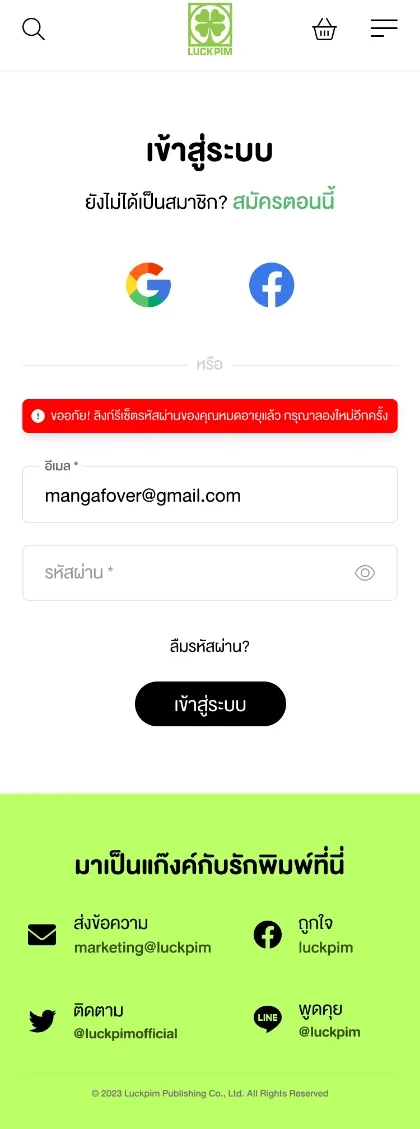 LUCKPIM
เข้าสู่ระบบ
ยังไม่ได้เป็นสมาชิก? สมัครตอนนี้
หรือ
ขออภัย! ลิงก์รีเซ็ตรหัสผ่านของคุณหมดอายุแล้ว กรุณาลองใหม่อีกครั้ง
อีเมล *
mangafover@gmail.com
รหัสผ่าน *
ลืมรหัสผ่าน?
เข้าสู่ระบบ
มาเป็นแก๊งค์กับรักพิมพ์ที่นี่
ส่งข้อความ
marketing@luckpim
ถูกใจ
luckpim
ติดตาม
@luckpimofficial
LINE
พูดคุย
@luckpim
© 2023 Luckpim Publishing Co., Ltd. All Rights Reserved